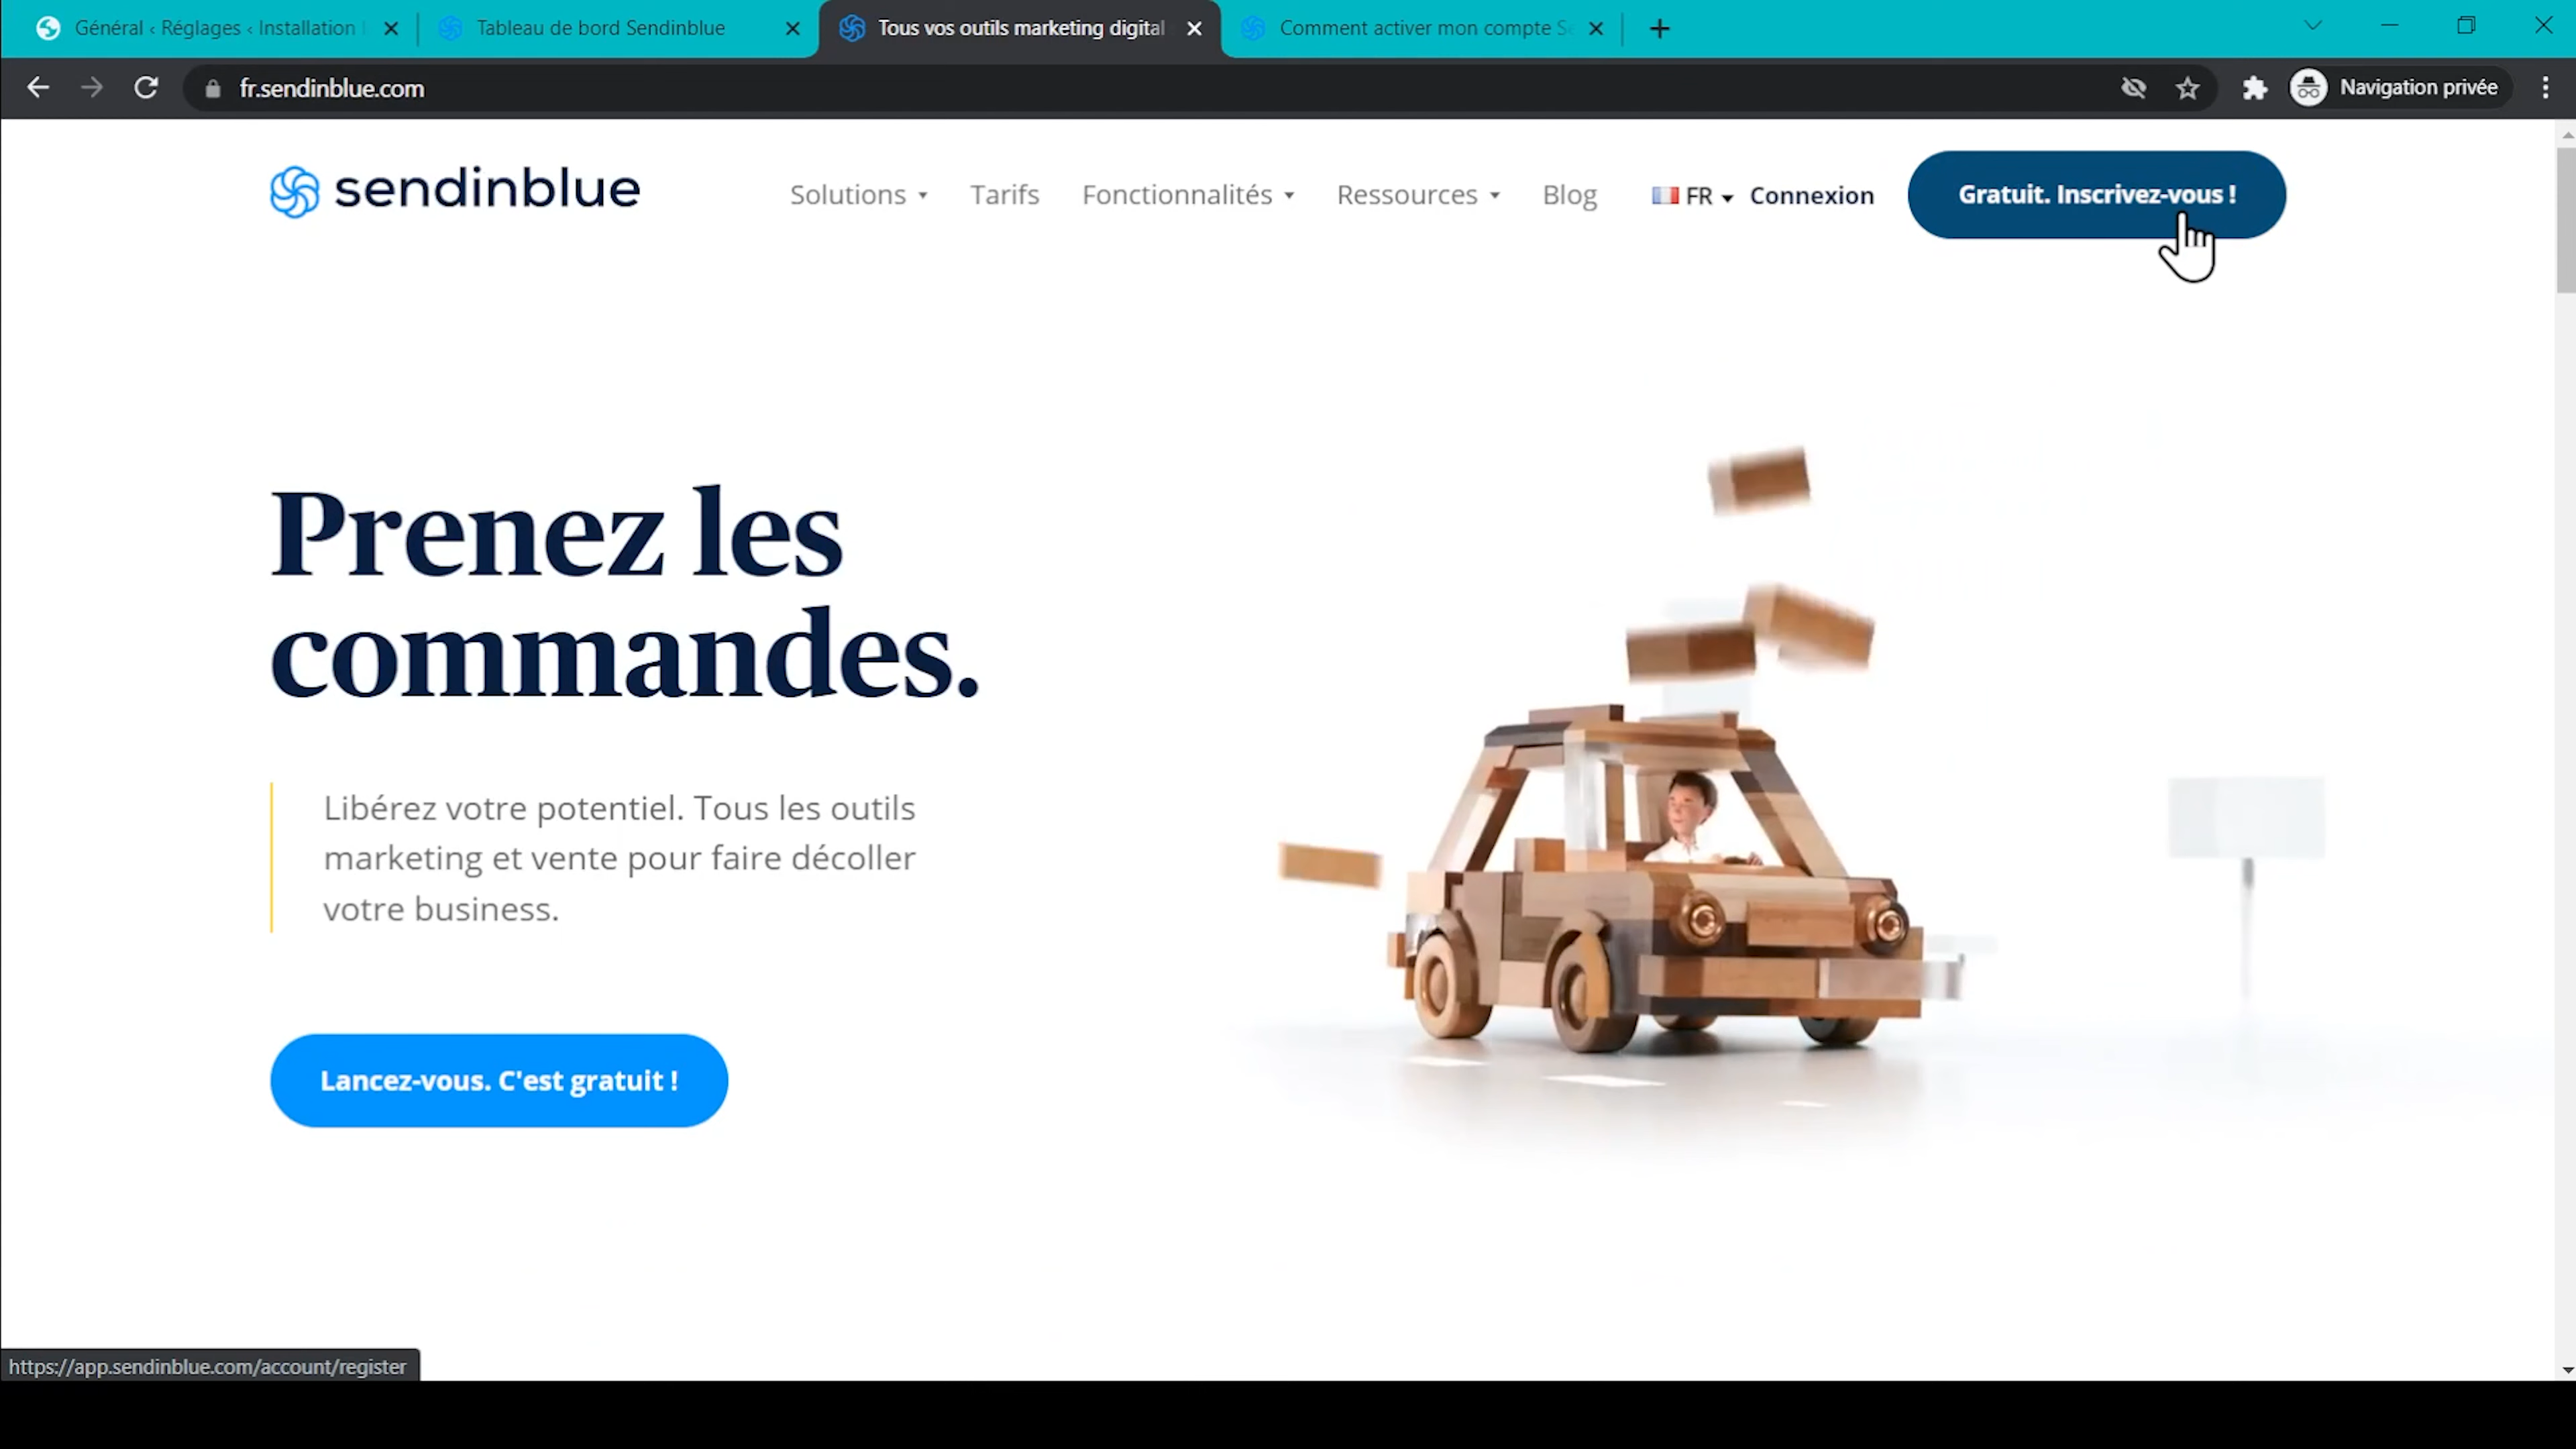 Général ‹ Réglages ‹ Installation
Tableau de bord Sendinblue
Tous vos outils marketing digital
Comment activer mon compte
fr.sendinblue.com
Navigation privée
sendinblue
Solutions
Tarifs
Fonctionnalités
Ressources
Blog
FR
Connexion
Gratuit. Inscrivez-vous !
Prenez les
commandes.
Libérez votre potentiel. Tous les outils
marketing et vente pour faire décoller
votre business.
Lancez-vous. C'est gratuit !
https://app.sendinblue.com/account/register